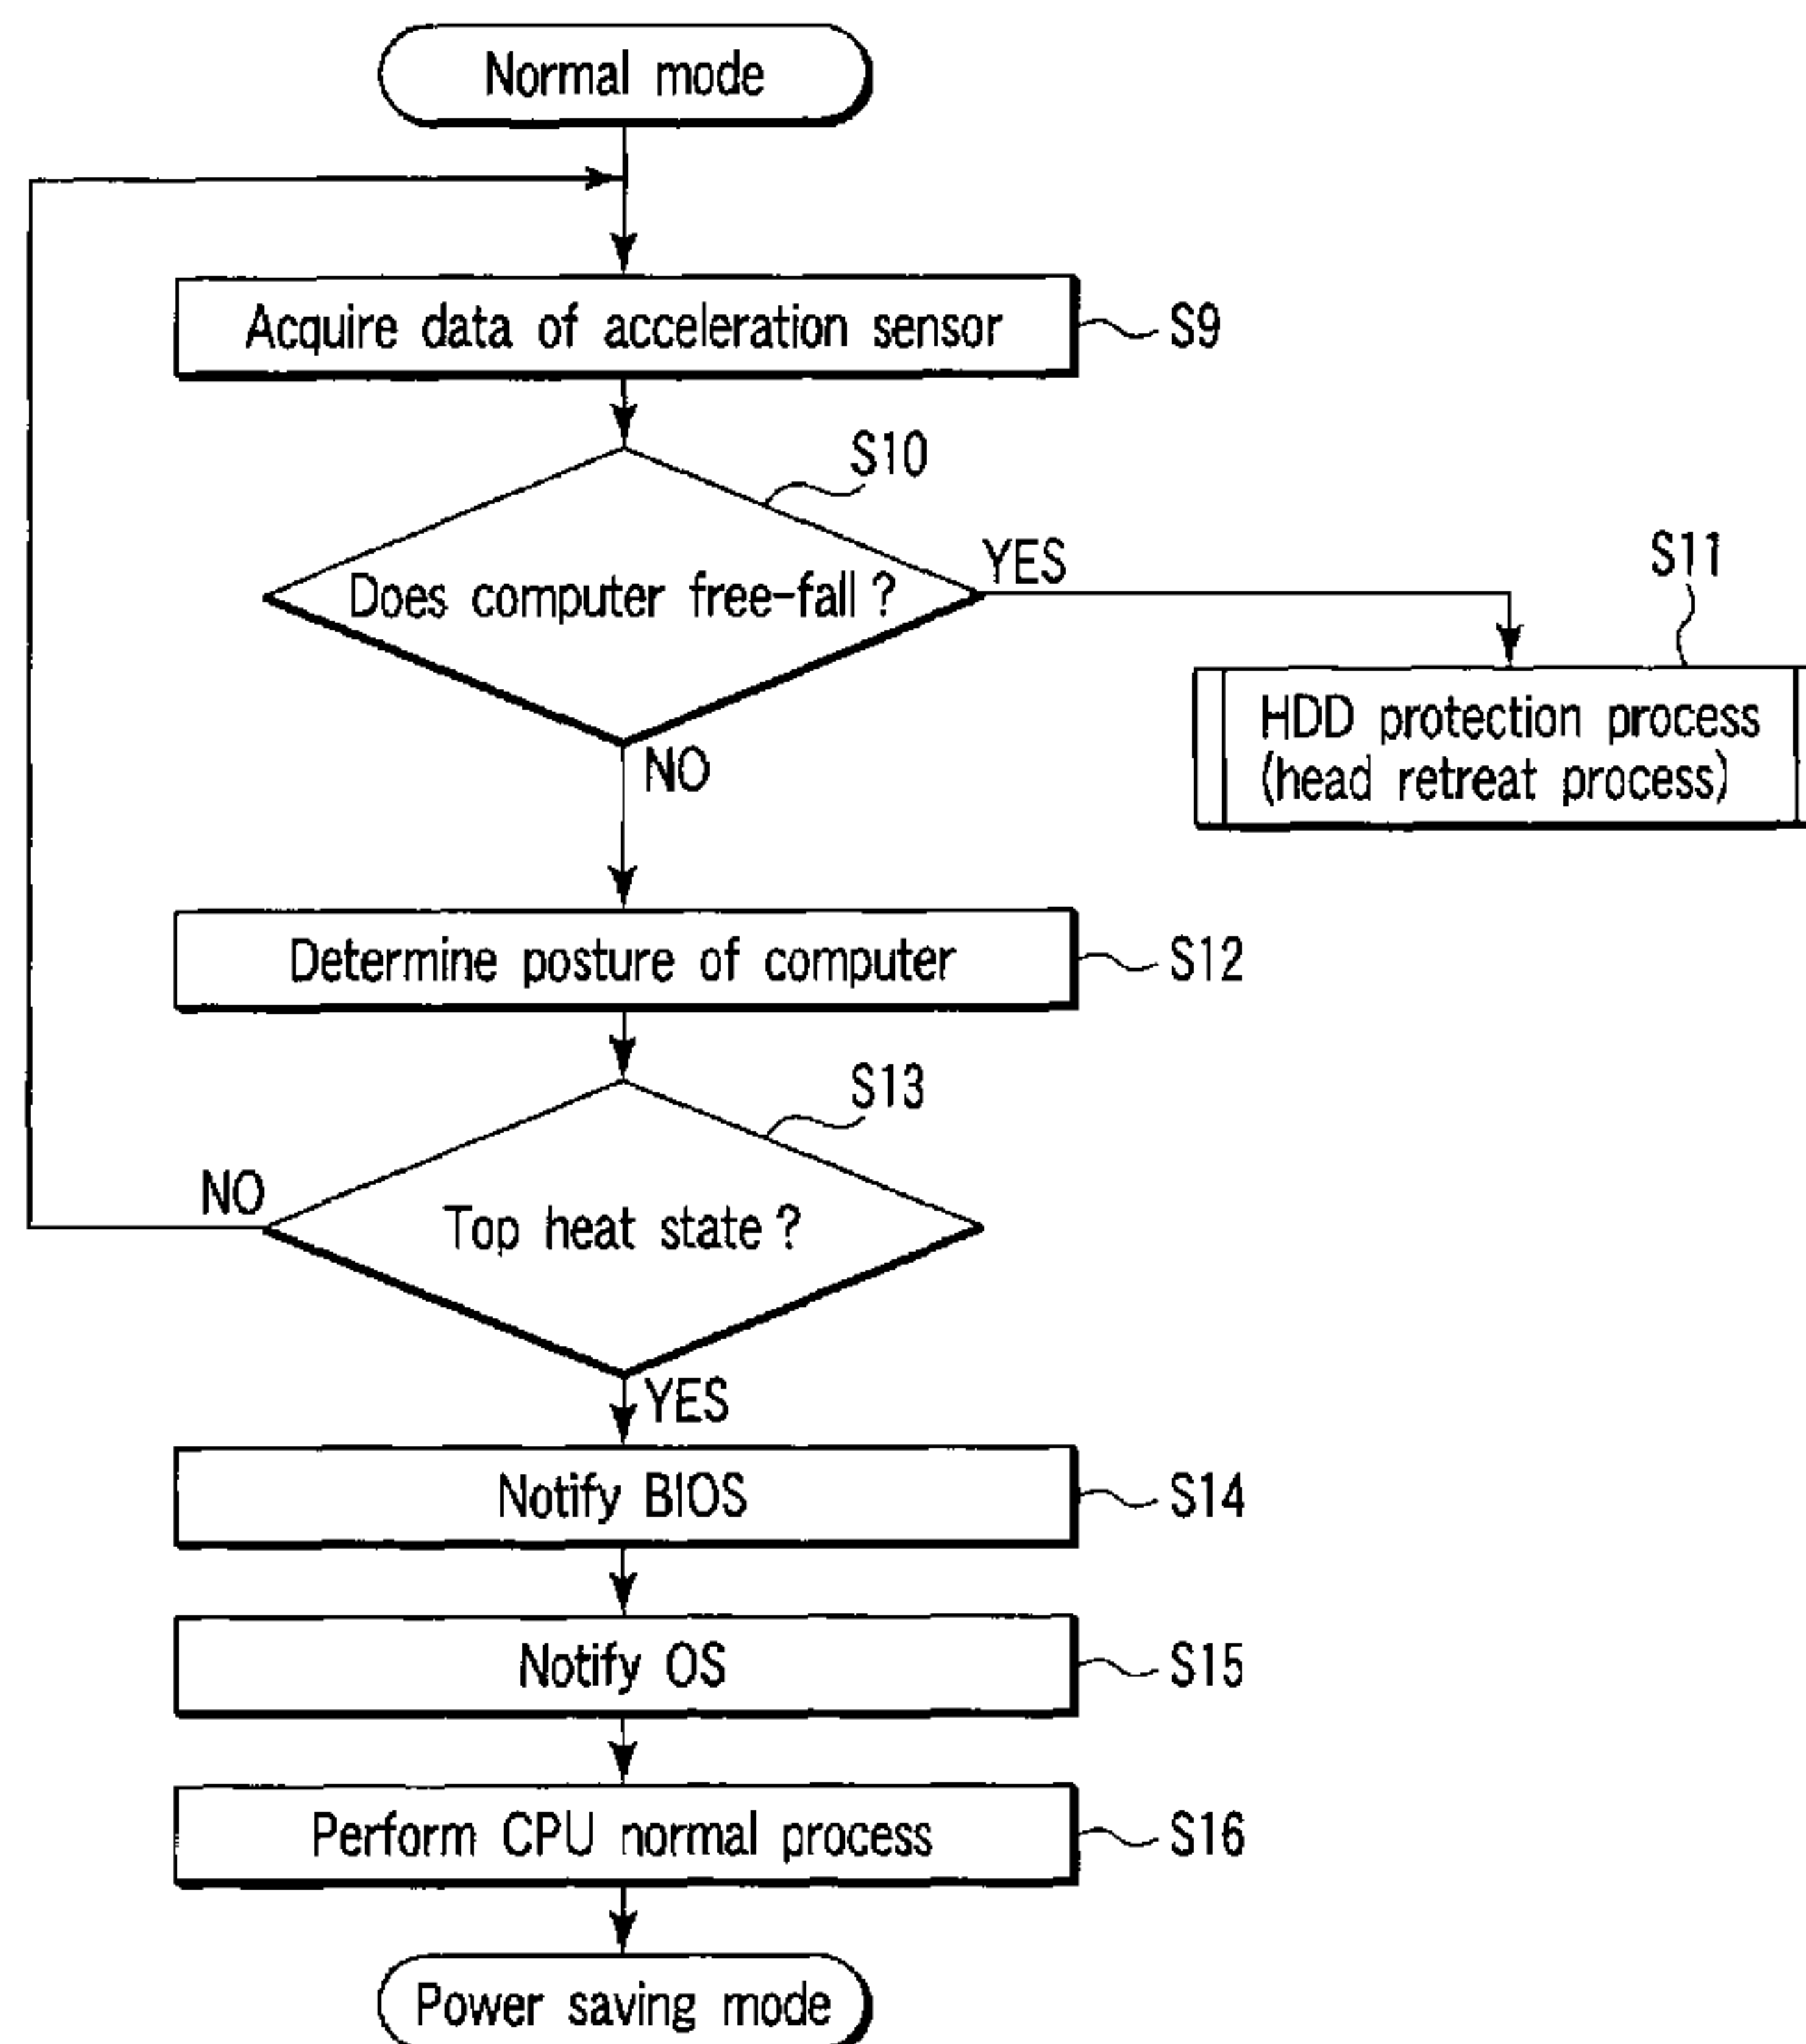 Normal mode
Acquire data of acceleration sensor
S9
S10
Does computer free-fall ?
YES
S11
HDD protection process
(head retreat process)
NO
Determine posture of computer
S12
S13
NO
Top heat state ?
YES
Notify BIOS
S14
Notify OS
S15
Perform CPU normal process
S16
Power saving mode